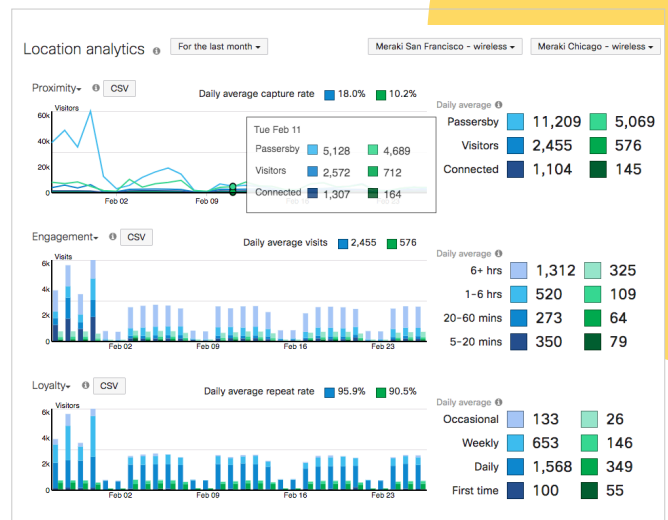 Location analytics
For the last month
Meraki San Francisco - wireless
Meraki Chicago - wireless
Proximity
CSV
Daily average capture rate 18.0% 10.2%
Visitors
60k
40k
20k
0
Feb 02
Feb 09
Feb 23
Tue Feb 11
Passersby 5,128 4,689
Visitors 2,572 712
Connected 1,307 164
Daily average
Passersby 11,209 5,069
Visitors 2,455 576
Connected 1,104 145
Engagement
CSV
Daily average visits 2,455 576
Visits
6k
4k
2k
0
Feb 02
Feb 09
Feb 16
Feb 23
Daily average
6+ hrs 1,312 325
1-6 hrs 520 109
20-60 mins 273 64
5-20 mins 350 79
Loyalty
CSV
Daily average repeat rate 95.9% 90.5%
Visitors
6k
4k
2k
0
Feb 02
Feb 09
Feb 16
Feb 23
Daily average
Occasional 133 26
Weekly 653 146
Daily 1,568 349
First time 100 55